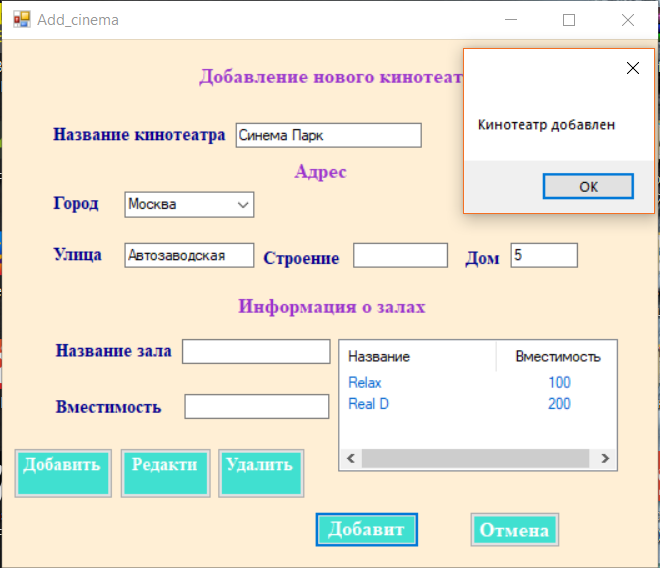 Add_cinema
Добавление нового кинотеат
Кинотеатр добавлен
OK
Название кинотеатра Синема Парк
Адрес
Город Москва
Улица Автозаводская Строение Дом 5
Информация о залах
Название зала
Название Вместимость
Relax 100
Real D 200
Вместимость
Добавить Редакти Удалить
Добавит Отмена